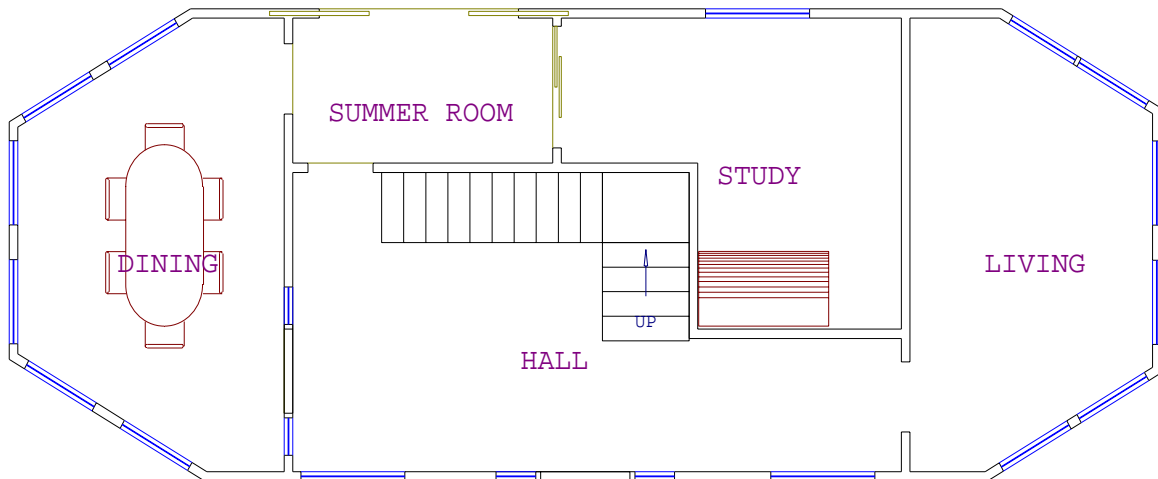 SUMMER ROOM
STUDY
DINING
LIVING
UP
HALL